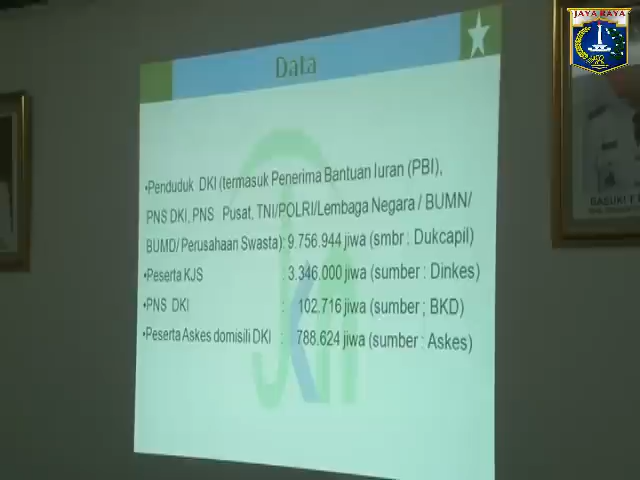 JAYA RAYA
Data
•Penduduk DKI (termasuk Penerima Bantuan Iuran (PBI),
PNS DKI, PNS Pusat, TNI/POLRI/Lembaga Negara / BUMN/
BUMD/ Perusahaan Swasta): 9.756.944 jiwa (smbr : Dukcapil)
•Peserta KJS : 3.346.000 jiwa (sumber : Dinkes)
•PNS DKI : 102.716 jiwa (sumber ; BKD)
•Peserta Askes domisili DKI : 788.624 jiwa (sumber : Askes)
BASUKI